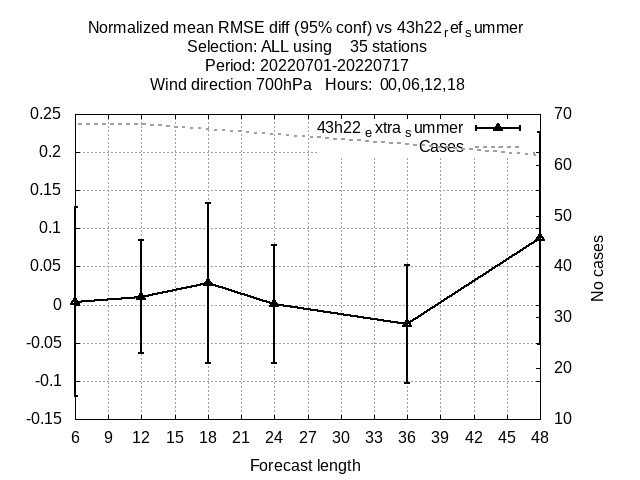 Normalized mean RMSE diff (95% conf) vs 43h22refsummer
Selection: ALL using 35 stations
Period: 20220701-20220717
Wind direction 700hPa Hours: 00,06,12,18
0.25 70
43h22extrasummer
Cases
0.2 60
0.15
0.1 50
0.05 40
0 30
-0.05
-0.1 20
-0.15 10
No cases
6 9 12 15 18 21 24 27 30 33 36 39 42 45 48
Forecast length